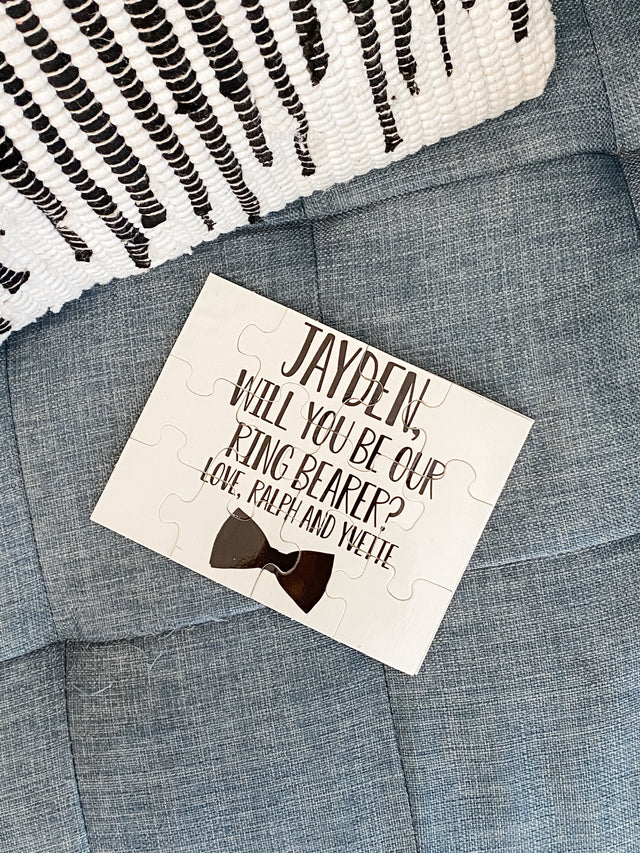 JAYDEN,
WILL YOU BE OUR
RING BEARER?
LOVE, RALPH AND YVETTE